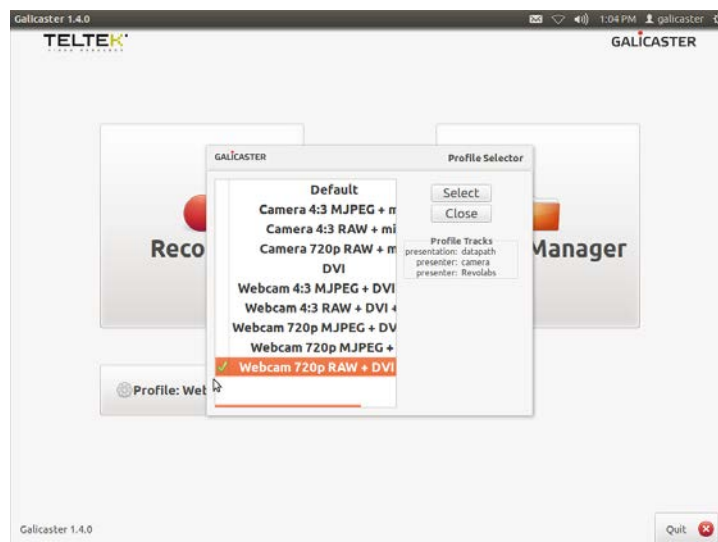 Galicaster 1.4.0
1:04 PM galicaster
TELTEK
VIDEO RESEARCH
GALICASTER
GALICASTER
Profile Selector
Default
Camera 4:3 MJPEG + m
Camera 4:3 RAW + mi
Camera 720p RAW + m
DVI
Webcam 4:3 MJPEG + DVI
Webcam 4:3 RAW + DVI +
Webcam 720p MJPEG + DV
Webcam 720p MJPEG +
Webcam 720p RAW + DVI
Select
Close
Profile Tracks
presentation: datapath
presenter: camera
presenter: Revolabs
Reco
Manager
Profile: Web
Galicaster 1.4.0
Quit